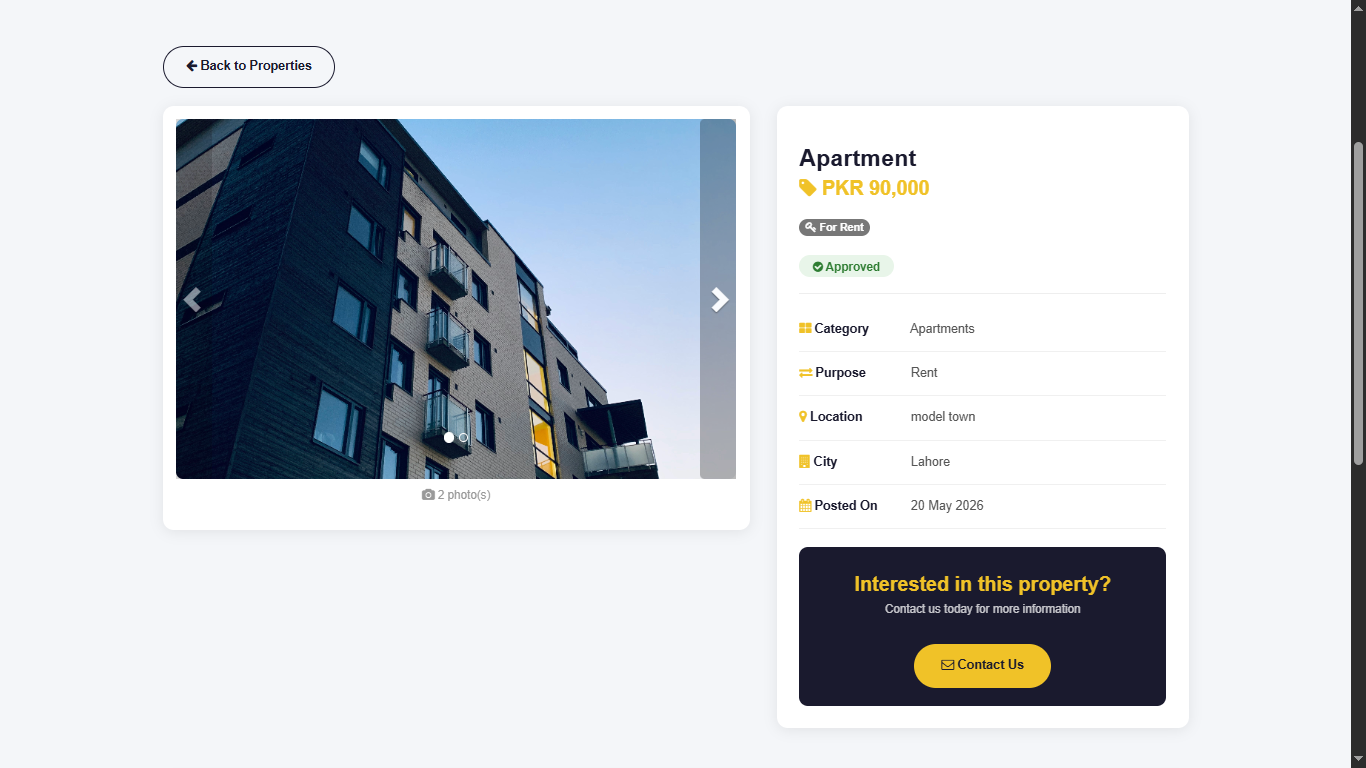 Back to Properties
2 photo(s)
Apartment
PKR 90,000
For Rent
Approved
Category Apartments
Purpose Rent
Location model town
City Lahore
Posted On 20 May 2026
Interested in this property?
Contact us today for more information
Contact Us